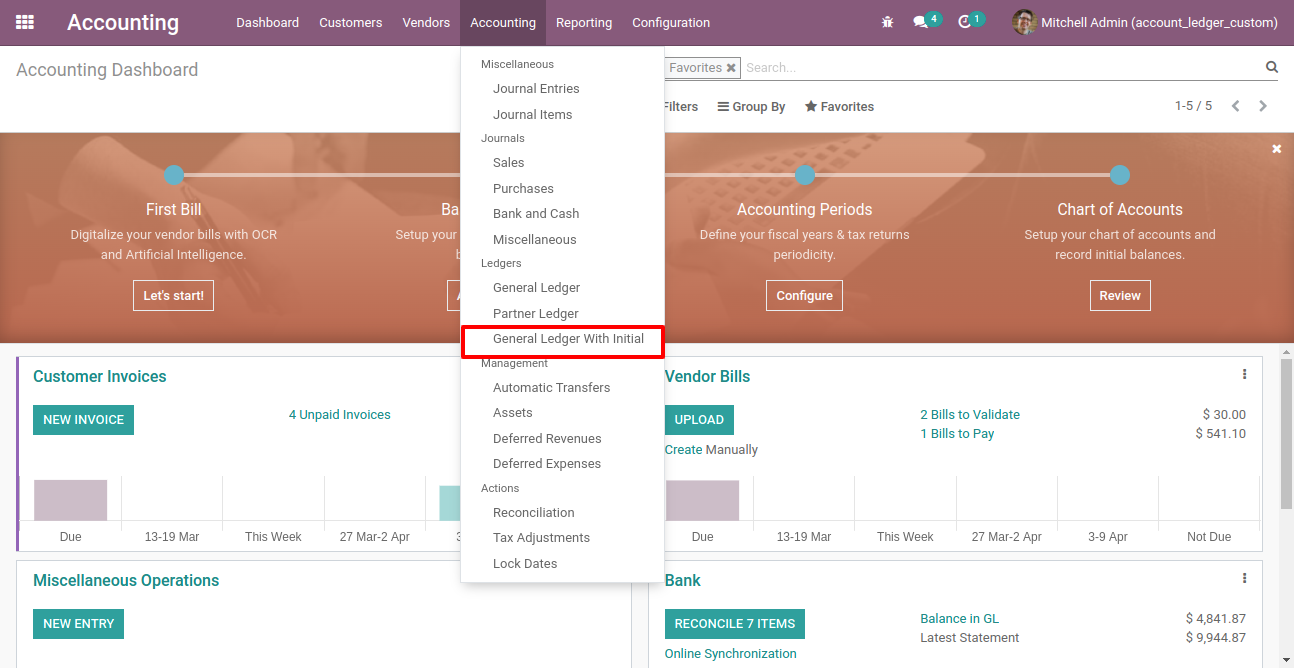 Accounting
Dashboard
Customers
Vendors
Accounting
Reporting
Configuration
4
1
Mitchell Admin (account_ledger_custom)
Accounting Dashboard
Favorites
Search...
Filters
Group By
Favorites
1-5 / 5
Miscellaneous
Journal Entries
Journal Items
Journals
Sales
Purchases
Bank and Cash
Miscellaneous
Ledgers
General Ledger
Partner Ledger
General Ledger With Initial
Management
Automatic Transfers
Assets
Deferred Revenues
Deferred Expenses
Actions
Reconciliation
Tax Adjustments
Lock Dates
First Bill
Digitalize your vendor bills with OCR
and Artificial Intelligence.
Let's start!
Ba
Setup your
b
A
Accounting Periods
Define your fiscal years & tax returns
periodicity.
Configure
Chart of Accounts
Setup your chart of accounts and
record initial balances.
Review
Customer Invoices
NEW INVOICE
4 Unpaid Invoices
Due
13-19 Mar
This Week
27 Mar-2 Apr
3
Vendor Bills
UPLOAD
Create Manually
2 Bills to Validate
$ 30.00
1 Bills to Pay
$ 541.10
Due
13-19 Mar
This Week
27 Mar-2 Apr
3-9 Apr
Not Due
Miscellaneous Operations
NEW ENTRY
Bank
RECONCILE 7 ITEMS
Online Synchronization
Balance in GL
$ 4,841.87
Latest Statement
$ 9,944.87